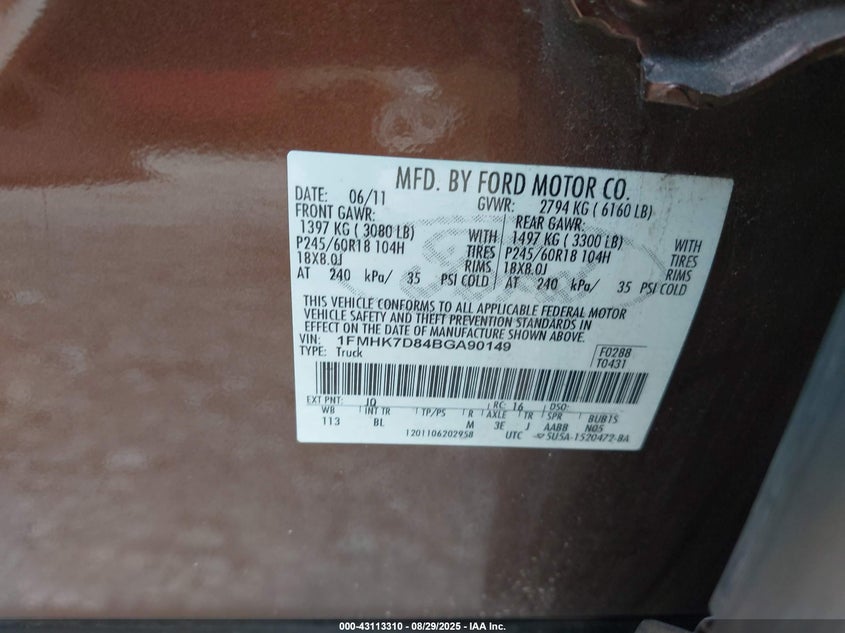 MFD. BY FORD MOTOR CO.
DATE: 06/11 GVWR: 2794 KG ( 6160 LB)
FRONT GAWR: REAR GAWR:
1397 KG ( 3080 LB) WITH 1497 KG ( 3300 LB) WITH
P245/60R18 104H TIRES P245/60R18 104H TIRES
18X8.0J RIMS 18X8.0J RIMS
AT 240 kPa/ 35 PSI COLD AT 240 kPa/ 35 PSI COLD
THIS VEHICLE CONFORMS TO ALL APPLICABLE FEDERAL MOTOR
VEHICLE SAFETY AND THEFT PREVENTION STANDARDS IN
EFFECT ON THE DATE OF MANUFACTURE SHOWN ABOVE.
VIN: 1FMHK7D84BGA90149
TYPE: Truck
F0288
T0431
EXT PNT: JQ RC: 16 DSO:
WB INT TR TP/PS R AXLE TR SPR BUBTS
113 BL M 3E J AABB N05
1201106202958 UTC 5U5A-1520472-BA
000-43113310 | 08/29/2025 - IAA Inc.